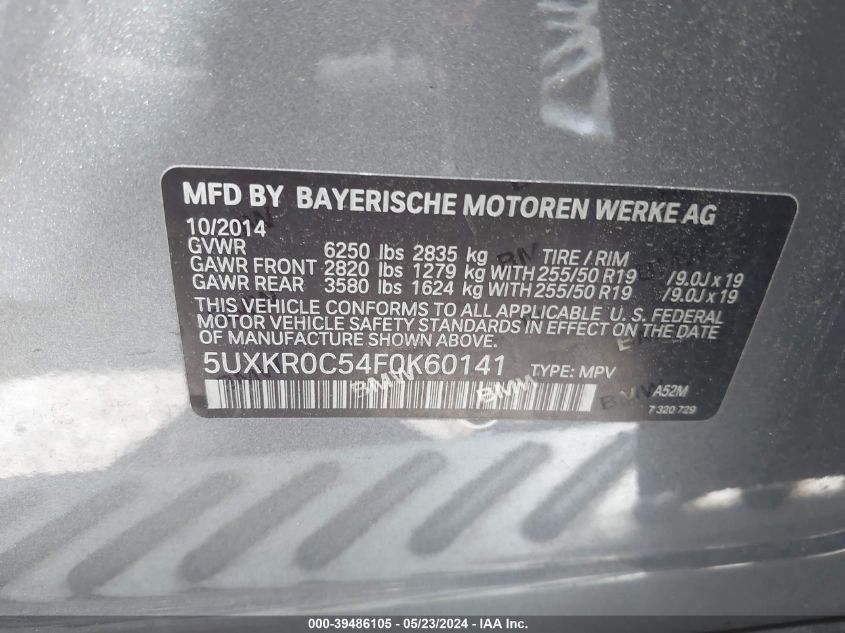 MFD BY BAYERISCHE MOTOREN WERKE AG
10/2014
GVWR 6250 lbs 2835 kg TIRE / RIM
GAWR FRONT 2820 lbs 1279 kg WITH 255/50 R19 /9.0J x 19
GAWR REAR 3580 lbs 1624 kg WITH 255/50 R19 /9.0J x 19
THIS VEHICLE CONFORMS TO ALL APPLICABLE U. S. FEDERAL
MOTOR VEHICLE SAFETY STANDARDS IN EFFECT ON THE DATE
OF MANUFACTURE SHOWN ABOVE.
5UXKR0C54F0K60141 TYPE: MPV
BMW BMW BMW
A52M
7 320 729
000-39486105 - 05/23/2024 - IAA Inc.